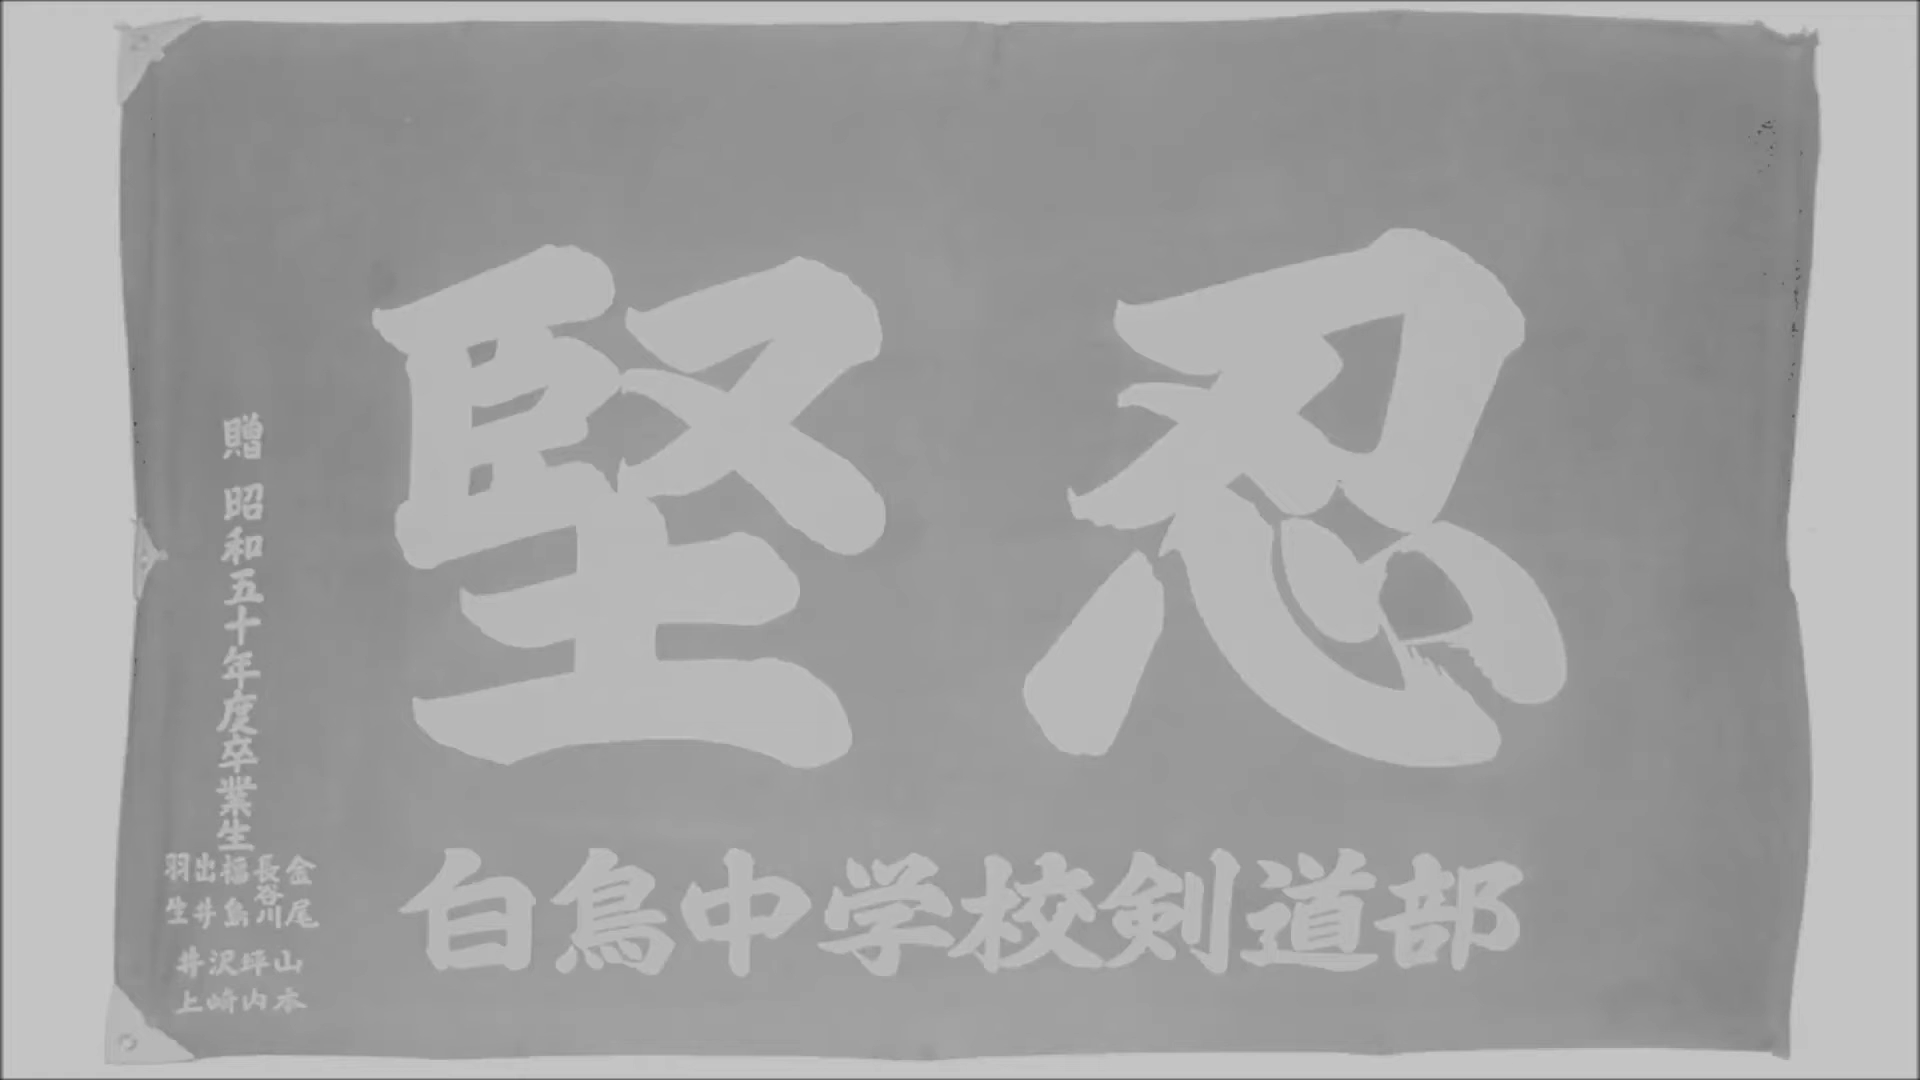 忍堅
白鳥中学校剣道部
贈 昭和五十年度卒業生
金尾
長谷川
福島
出井
羽生
山本
坪内
沢崎
井上